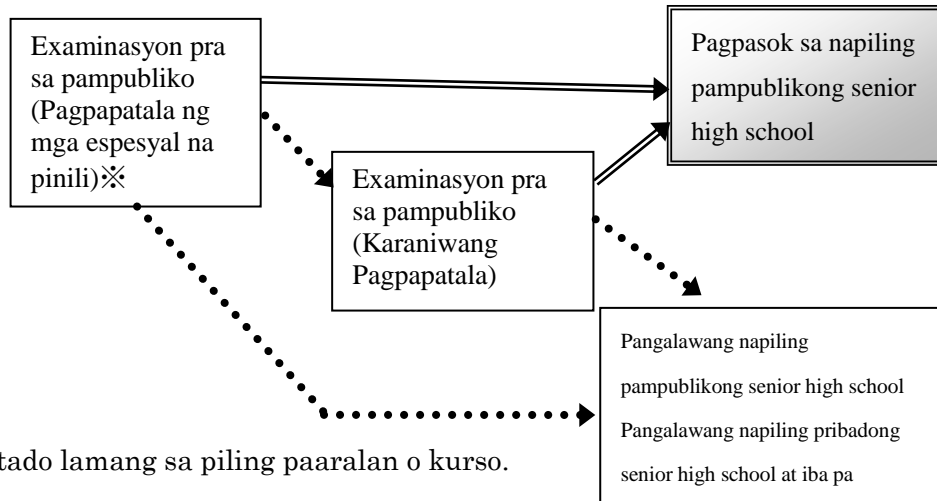 Examinasyon pra
sa pampubliko
(Pagpapatala ng
mga espesyal na
pinili)※
Pagpasok sa napiling
pampublikong senior
high school
Examinasyon pra
sa pampubliko
(Karaniwang
Pagpapatala)
Pangalawang napiling
pampublikong senior high school
Pangalawang napiling pribadong
senior high school at iba pa
tado lamang sa piling paaralan o kurso.